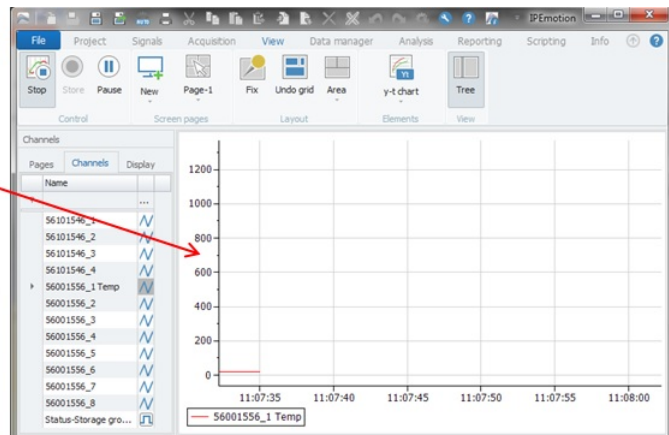 AUTO
IPEmotion
File Project Signals Acquisition View Data manager Analysis Reporting Scripting Info
Stop Store Pause New Page-1 Fix Undo grid Area y-t chart Tree
Control Screen pages Layout Elements View
Channels
Pages Channels Display
Name
...
56101546_1
56101546_2
56101546_3
56101546_4
56001556_1 Temp
56001556_2
56001556_3
56001556_4
56001556_5
56001556_6
56001556_7
56001556_8
Status-Storage gro...
1200
1000
800
600
400
200
0
11:07:35 11:07:40 11:07:45 11:07:50 11:07:55 11:08:00
56001556_1 Temp